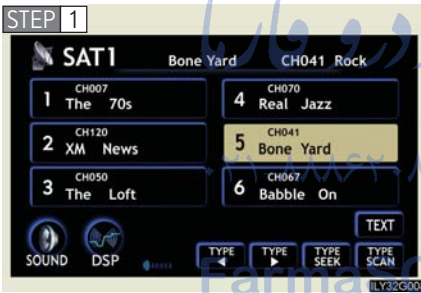 STEP 1
SAT1 Bone Yard CH041 Rock
CH007
1 The 70s
CH070
4 Real Jazz
CH120
2 XM News
CH041
5 Bone Yard
CH050
3 The Loft
CH067
6 Babble On
TEXT
SOUND DSP
TYPE ◀ TYPE ▶ TYPE SEEK TYPE SCAN
ILY32G003